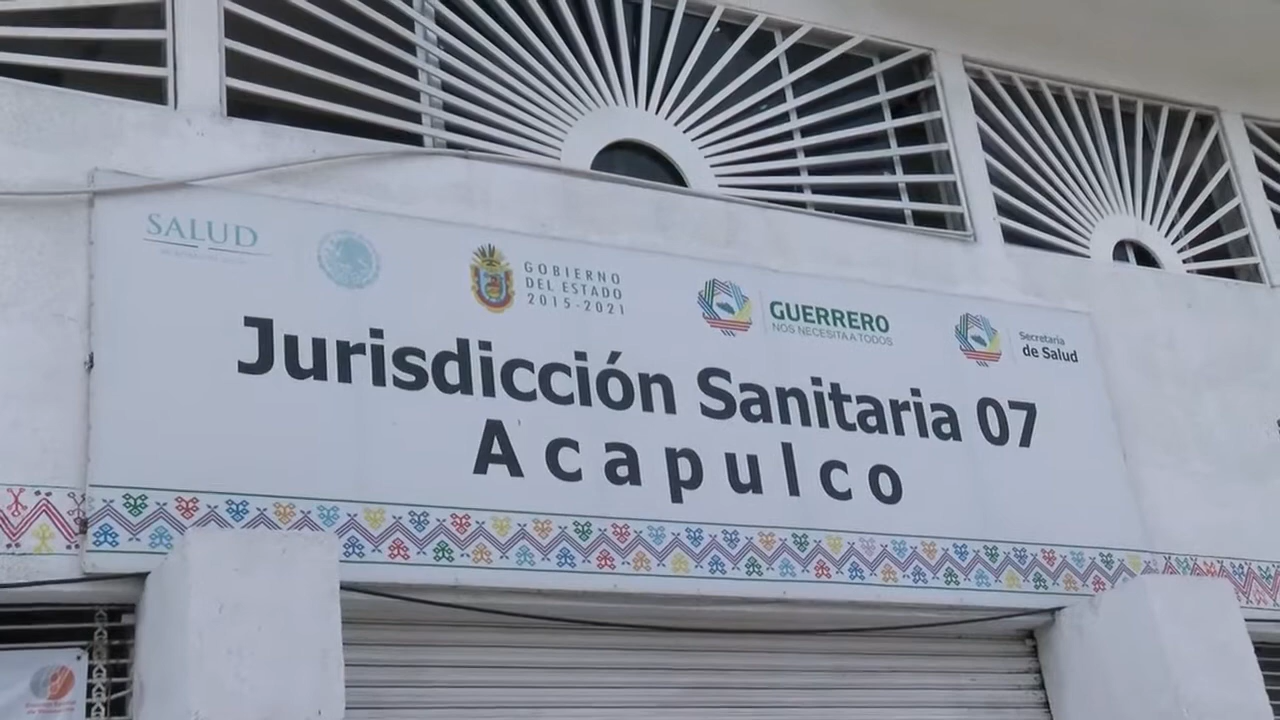 SALUD
GOBIERNO
DEL ESTADO
2015-2021
GUERRERO
NOS NECESITA A TODOS
Secretaría
de Salud
Jurisdicción Sanitaria 07
Acapulco